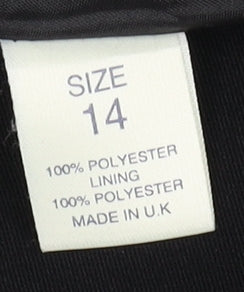 SIZE
14
100% POLYESTER
LINING
100% POLYESTER
MADE IN U.K